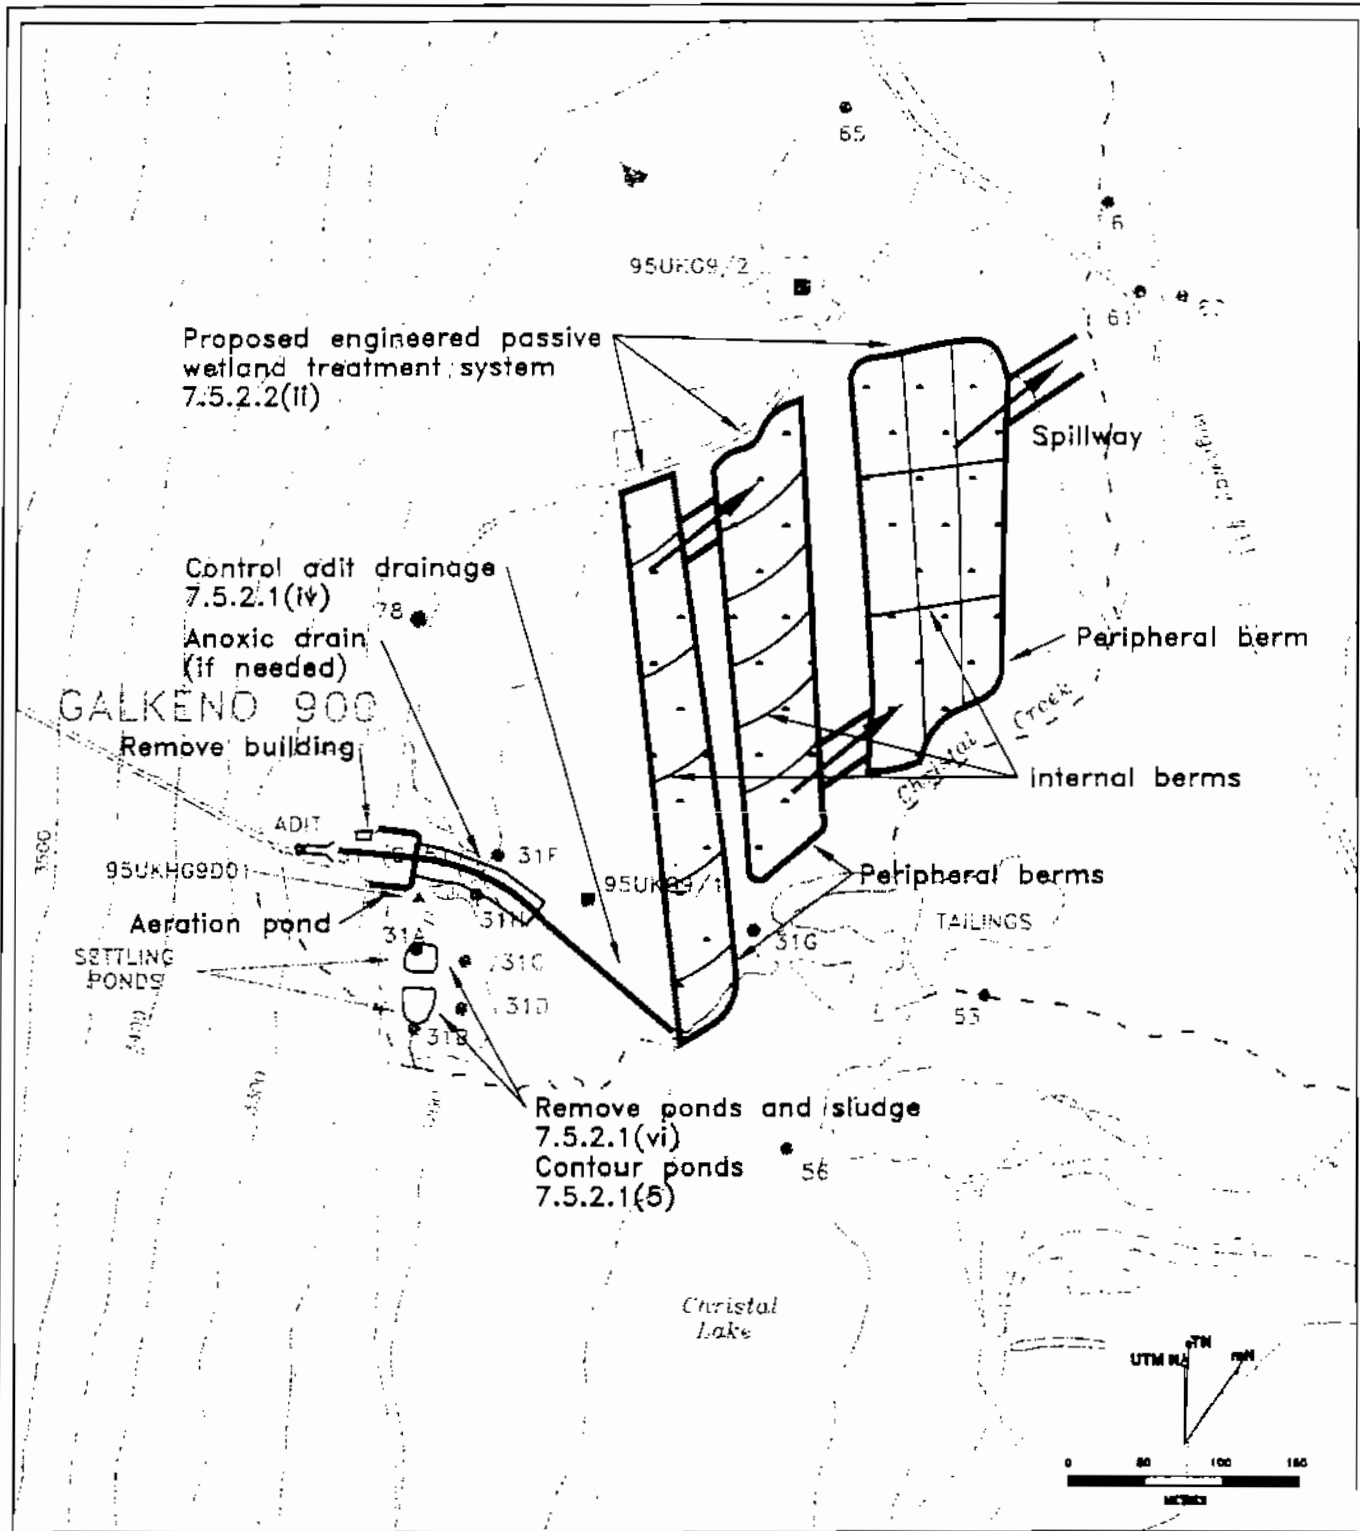 65
6
95UKG9/2
61
Proposed engineered passive
wetland treatment system
7.5.2.2(ii)
Spillway
Control adit drainage
7.5.2.1(iv)
78
Anoxic drain
(if needed)
Peripheral berm
GALKENO 900
Remove building
Christal Creek
Internal berms
ADIT
3500
31F
95UKHG9D01
95UKG9/1
Peripheral berms
Aeration pond
31H
TAILINGS
31A
31G
SETTLING
PONDS
31C
31D
53
3400
31B
3300
Remove ponds and sludge
7.5.2.1(vi)
Contour ponds
7.5.2.1(5)
56
Christal
Lake
TN
UTM N
mN
0 50 100 150
METRES